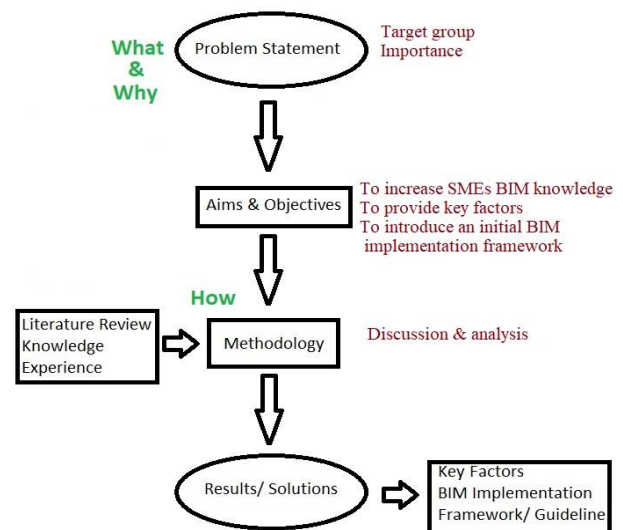 Problem Statement
Target group
Importance
What
&
Why
Aims & Objectives
To increase SMEs BIM knowledge
To provide key factors
To introduce an initial BIM
implementation framework
How
Literature Review
Knowledge
Experience
Methodology
Discussion & analysis
Results/ Solutions
Key Factors
BIM Implementation
Framework/ Guideline